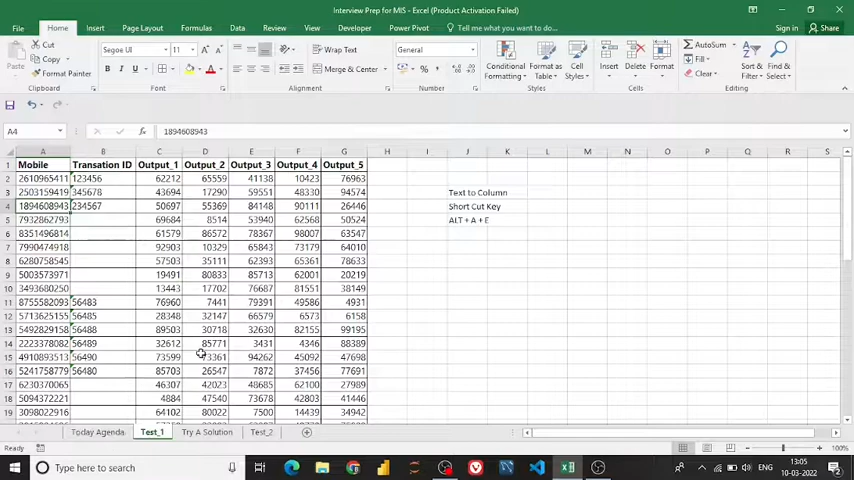 Interview Prep for MIS - Excel (Product Activation Failed)
File Home Insert Page Layout Formulas Data Review View Developer Power Pivot Tell me what you want to do... Sign in Share
Paste
Cut
Copy
Format Painter
Clipboard
Segoe UI 11
B I U
Font
Wrap Text
Merge & Center
Alignment
General
Number
Conditional Formatting
Format as Table
Cell Styles
Styles
Insert Delete Format
Cells
AutoSum
Fill
Clear
Sort & Filter
Find & Select
Editing
A4 fx 1894608943
A B C D E F G H I J K L M N O P Q R S
1 Mobile Transation ID Output_1 Output_2 Output_3 Output_4 Output_5
2 2610965411 123456 62212 65559 41138 10423 76963
3 2503159419 345678 43694 17290 59551 48330 94574 Text to Column
4 1894608943 234567 50697 55369 84148 90111 26446 Short Cut Key
5 7932862793 69684 8514 53940 62568 50524 ALT + A + E
6 8351496814 61579 86572 78367 98007 63547
7 7990474918 92903 10329 65843 73179 64010
8 6280758545 57503 35111 62393 65361 78633
9 5003573971 19491 80833 85713 62001 20219
10 3493680250 13443 17702 76687 81551 38149
11 8755582093 56483 76960 7441 79391 49586 4931
12 5713625155 56485 28348 32147 66579 6573 6158
13 5492829158 56488 89503 30718 32630 82155 99195
14 2223378082 56489 32612 85771 3431 4346 88389
15 4910893513 56490 73599 73361 94262 45092 47698
16 5241758779 56480 85703 26547 7872 37456 77691
17 6230370065 46307 42023 48685 62100 27989
18 5094372221 4884 47540 73678 42803 41446
19 3098022916 64102 80022 7500 14439 34942
Today Agenda Test_1 Try A Solution Test_2
Ready 100%
Type here to search
ENG
13:05
10-03-2022
2